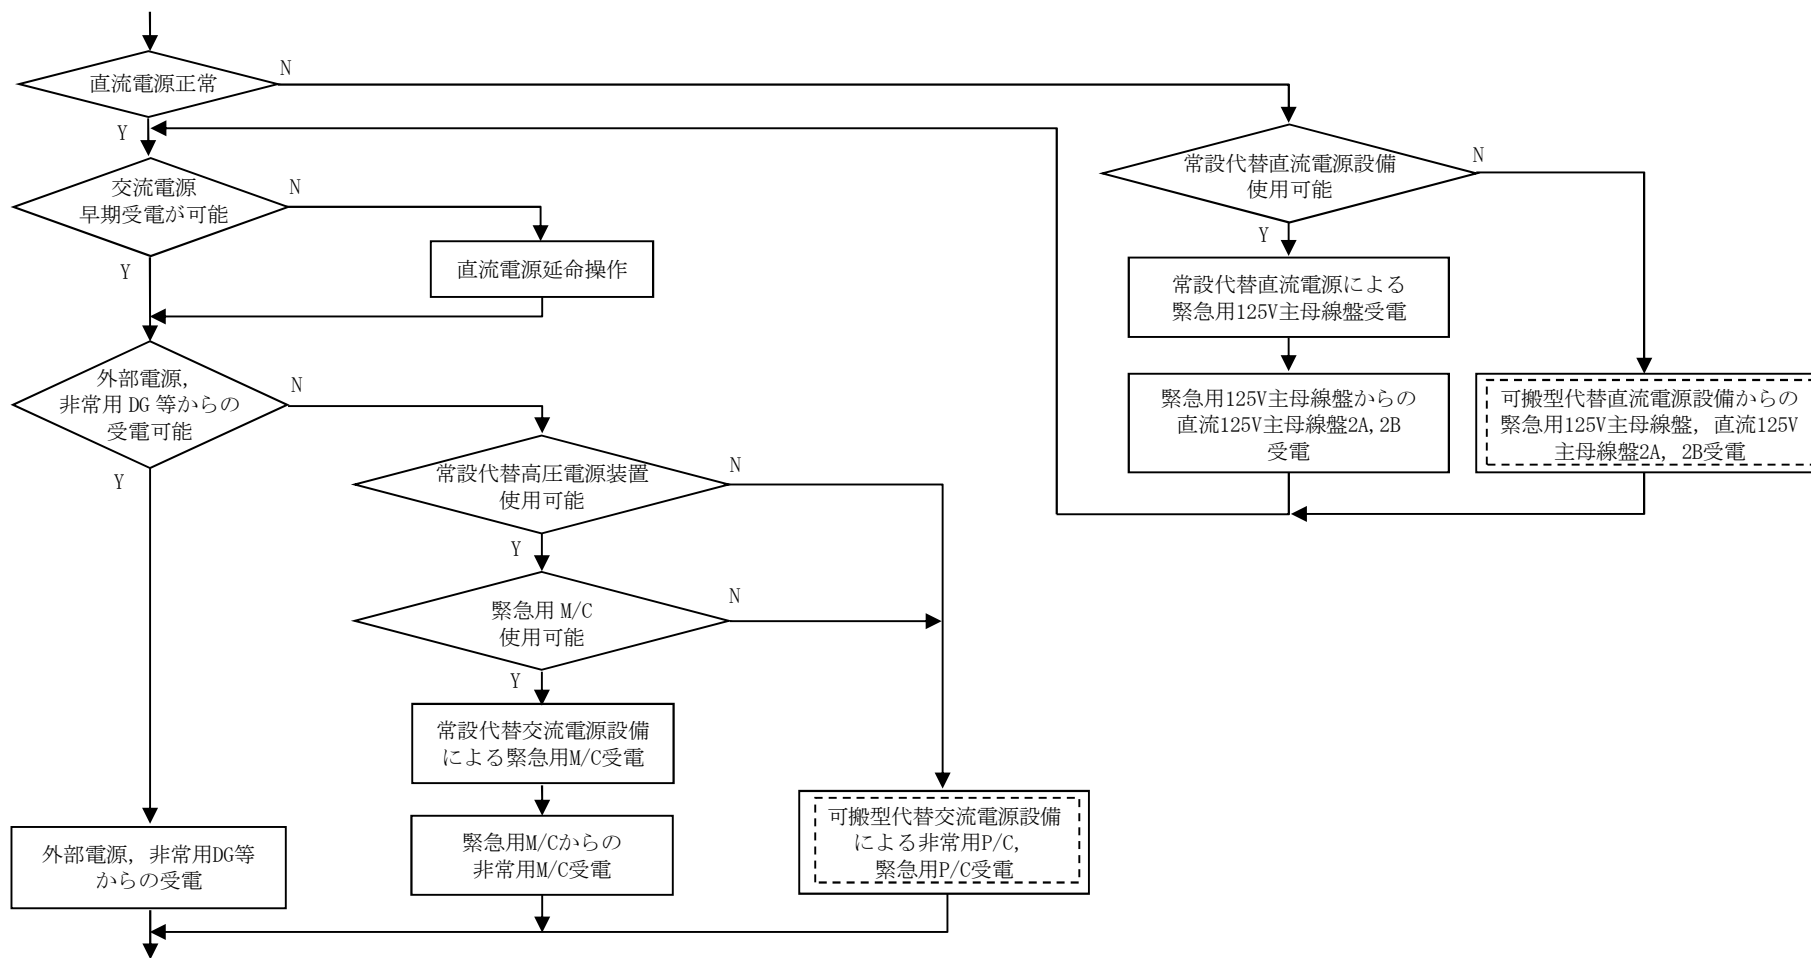 直流電源正常
N
Y
交流電源
早期受電が可能
N
Y
直流電源延命操作
外部電源,
非常用 DG 等からの
受電可能
N
Y
常設代替高圧電源装置
使用可能
N
Y
緊急用 M/C
使用可能
N
Y
常設代替交流電源設備
による緊急用M/C受電
緊急用M/Cからの
非常用M/C受電
可搬型代替交流電源設備
による非常用P/C,
緊急用P/C受電
外部電源, 非常用DG等
からの受電
常設代替直流電源設備
使用可能
N
Y
常設代替直流電源による
緊急用125V主母線盤受電
緊急用125V主母線盤からの
直流125V主母線盤2A,2B
受電
可搬型代替直流電源設備からの
緊急用125V主母線盤, 直流125V
主母線盤2A, 2B受電